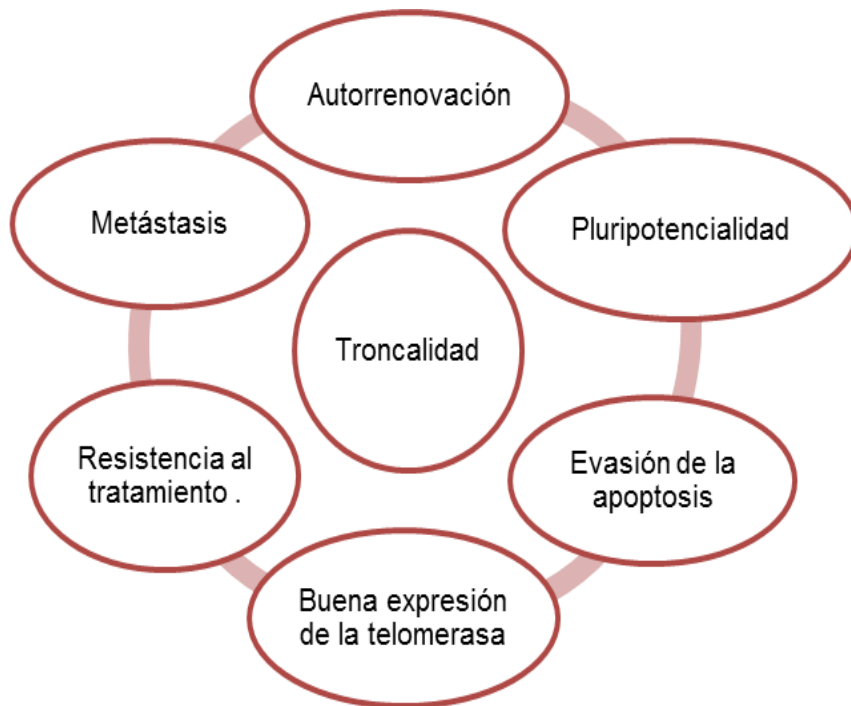 Autorrenovación
Metástasis
Pluripotencialidad
Troncalidad
Resistencia al
tratamiento .
Evasión de la
apoptosis
Buena expresión
de la telomerasa